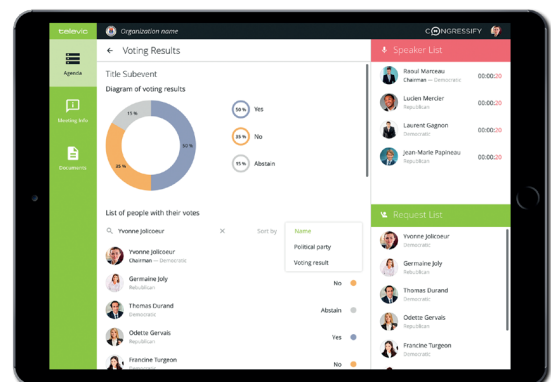 televic
Organization name
CONGRESSIFY
Agenda
Meeting Info
Documents
Voting Results
Title Subevent
Diagram of voting results
15 %
50 %
35 %
50 %
Yes
35 %
No
15 %
Abstain
List of people with their votes
Yvonne Jolicoeur
Sort by
Name
Political party
Voting result
Yvonne Jolicoeur
Chairman — Democratic
Germaine Joly
Republican
No
Thomas Durand
Democratic
Abstain
Odette Gervais
Republican
Yes
Francine Turgeon
Democratic
No
Speaker List
Raoul Marceau
Chairman — Democratic
00:00:20
Lucien Mercier
Republican
00:00:20
Laurent Gagnon
Democratic
00:00:20
Jean-Marie Papineau
Republican
00:00:20
Request List
Yvonne Jolicoeur
Democratic
Germaine Joly
Republican
Thomas Durand
Democratic
Odette Gervais
Republican
Francine Turgeon
Democratic